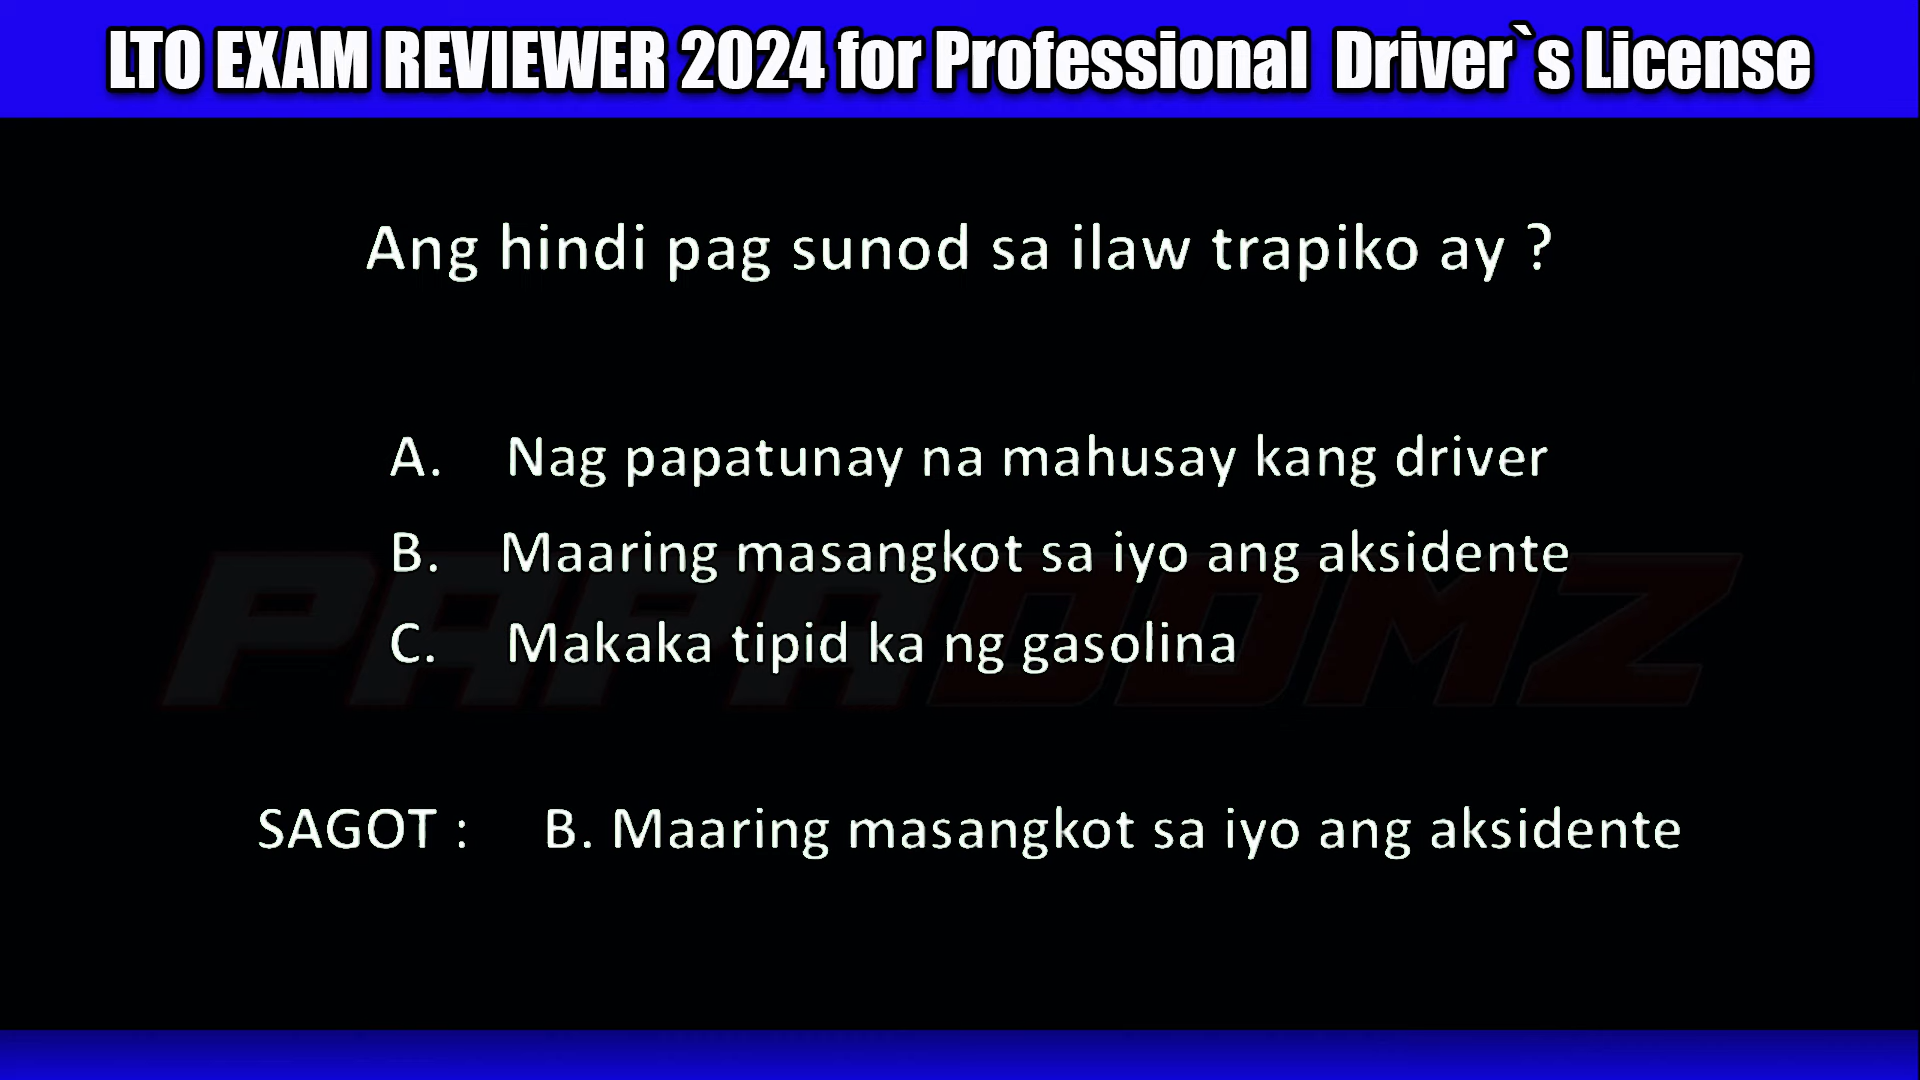 LTO EXAM REVIEWER 2024 for Professional Driver`s License
Ang hindi pag sunod sa ilaw trapiko ay ?
A. Nag papatunay na mahusay kang driver
B. Maaring masangkot sa iyo ang aksidente
C. Makaka tipid ka ng gasolina
PAPADOMZ
SAGOT : B. Maaring masangkot sa iyo ang aksidente